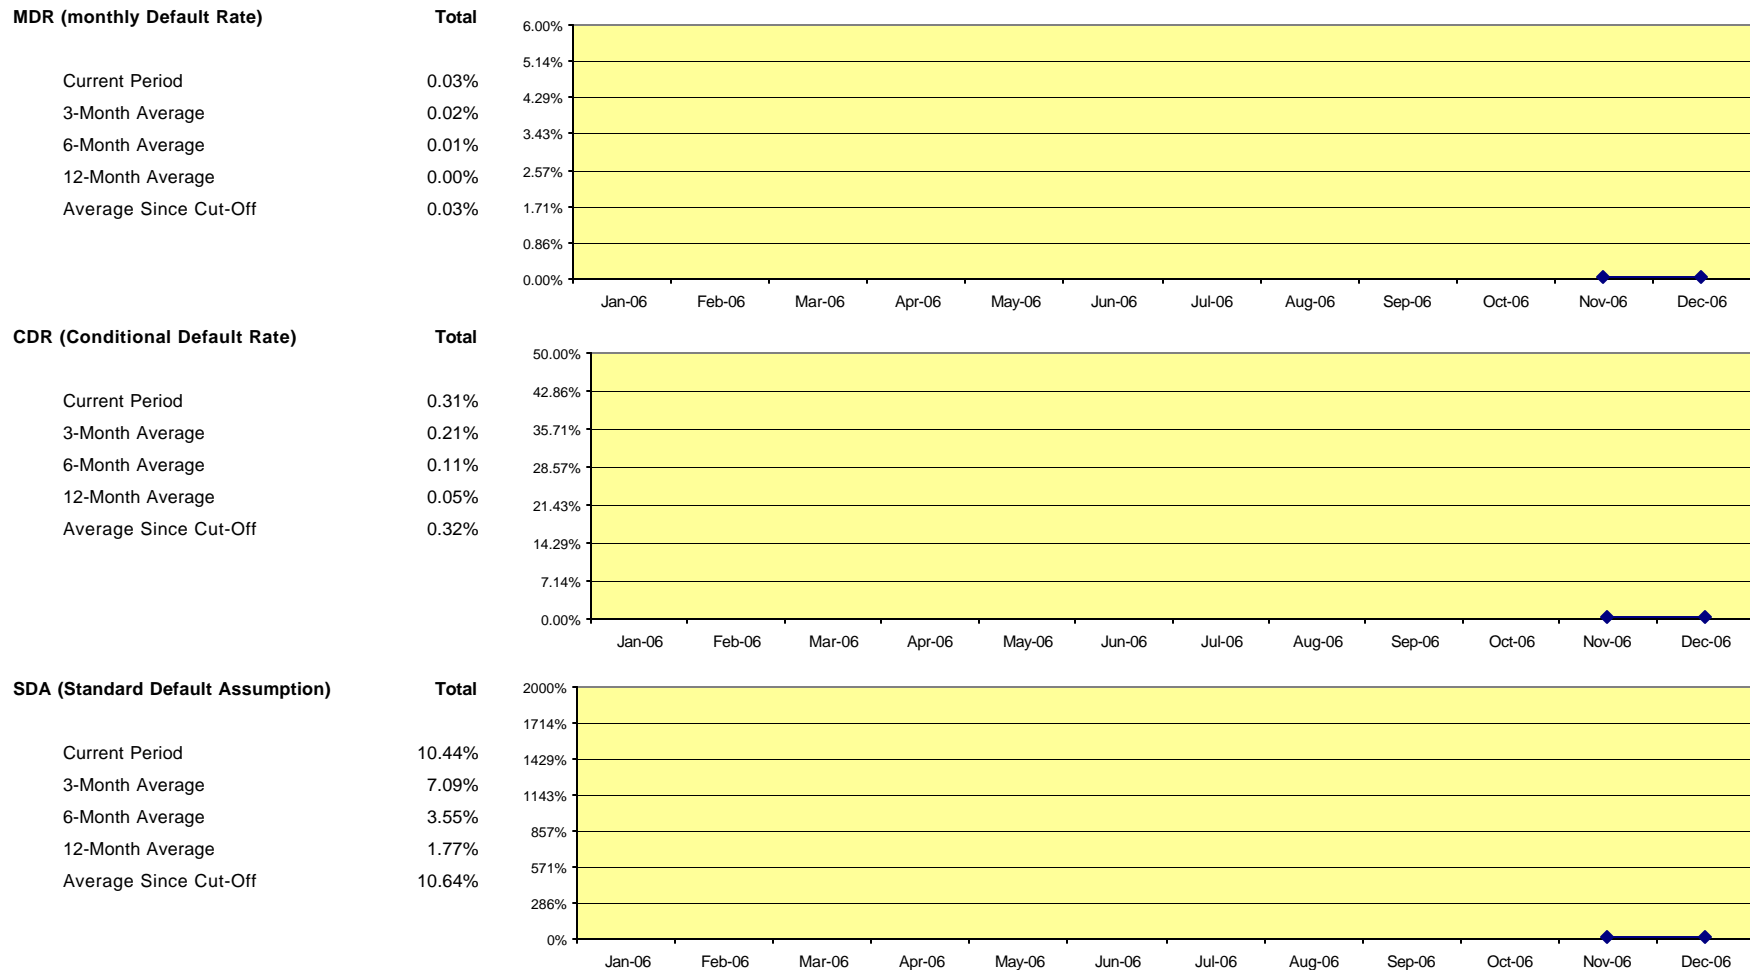 MDR (monthly Default Rate) Total
Current Period 0.03%
3-Month Average 0.02%
6-Month Average 0.01%
12-Month Average 0.00%
Average Since Cut-Off 0.03%
6.00%
5.14%
4.29%
3.43%
2.57%
1.71%
0.86%
0.00%
Jan-06 Feb-06 Mar-06 Apr-06 May-06 Jun-06 Jul-06 Aug-06 Sep-06 Oct-06 Nov-06 Dec-06
CDR (Conditional Default Rate) Total
Current Period 0.31%
3-Month Average 0.21%
6-Month Average 0.11%
12-Month Average 0.05%
Average Since Cut-Off 0.32%
50.00%
42.86%
35.71%
28.57%
21.43%
14.29%
7.14%
0.00%
Jan-06 Feb-06 Mar-06 Apr-06 May-06 Jun-06 Jul-06 Aug-06 Sep-06 Oct-06 Nov-06 Dec-06
SDA (Standard Default Assumption) Total
Current Period 10.44%
3-Month Average 7.09%
6-Month Average 3.55%
12-Month Average 1.77%
Average Since Cut-Off 10.64%
2000%
1714%
1429%
1143%
857%
571%
286%
0%
Jan-06 Feb-06 Mar-06 Apr-06 May-06 Jun-06 Jul-06 Aug-06 Sep-06 Oct-06 Nov-06 Dec-06